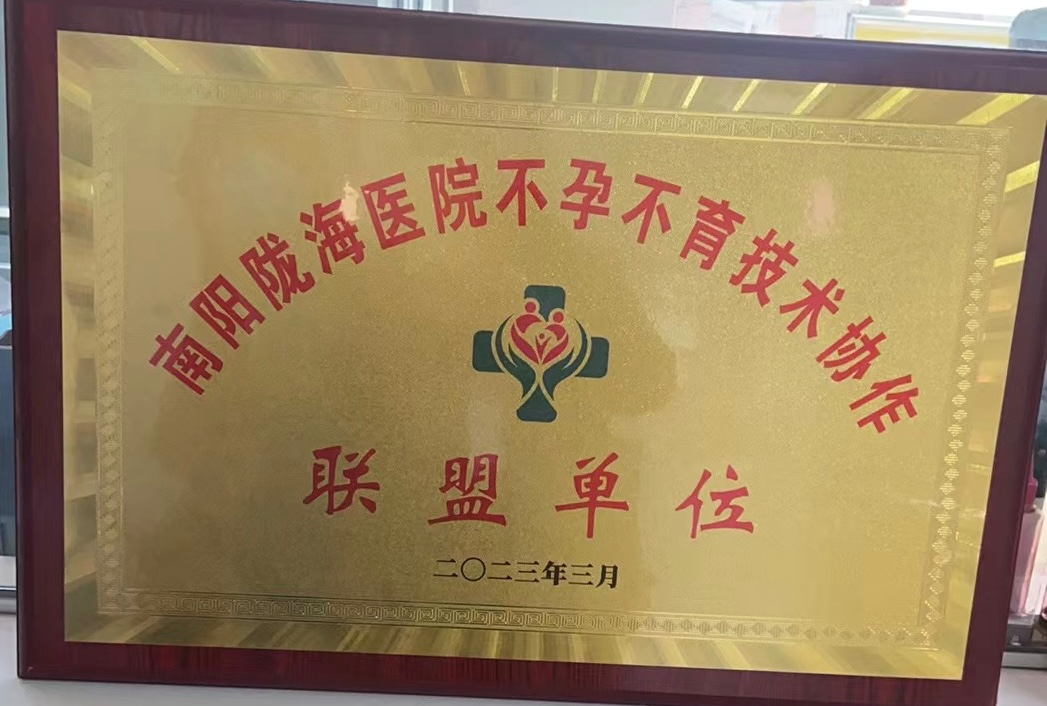 南阳陇海医院不孕不育技术协作
联盟单位
二〇二三年三月